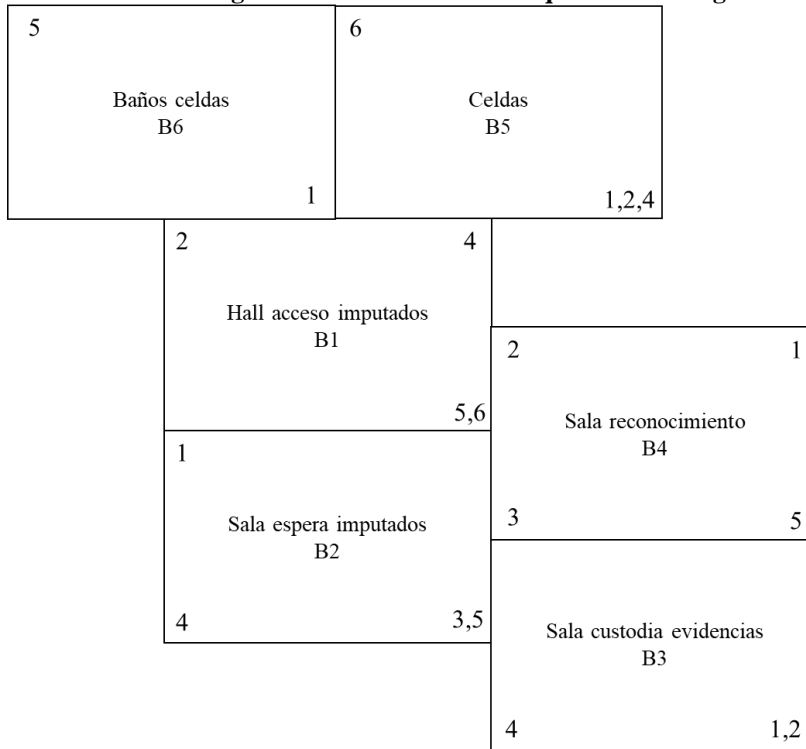 5
6
Baños celdas
B6
Celdas
B5
1
1,2,4
2
4
Hall acceso imputados
B1
5,6
2
1
Sala reconocimiento
B4
3
5
1
Sala espera imputados
B2
4
3,5
Sala custodia evidencias
B3
4
1,2